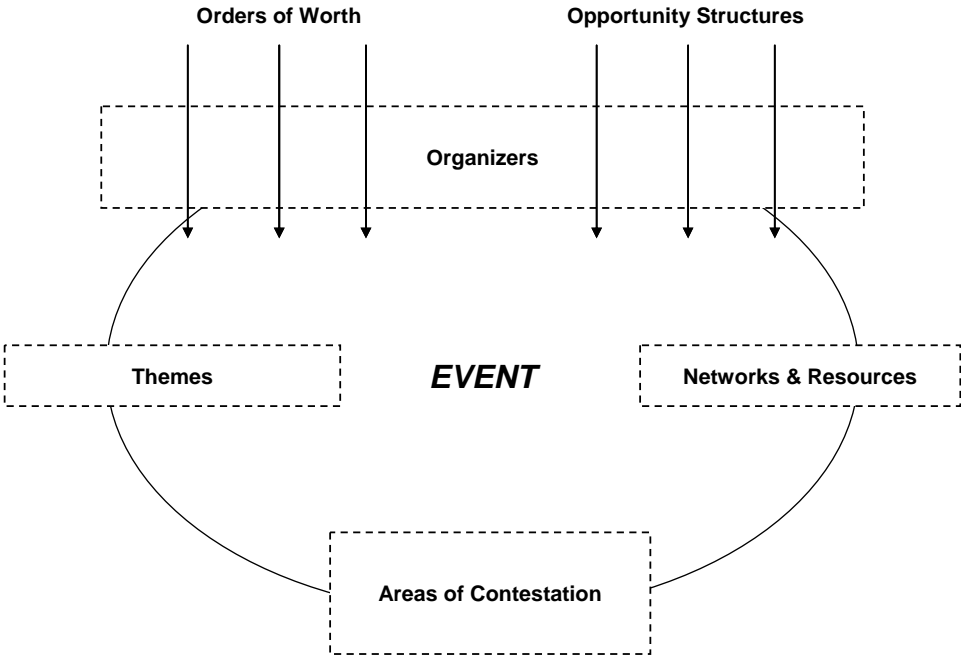 Orders of Worth
Opportunity Structures
Organizers
Themes
EVENT
Networks & Resources
Areas of Contestation